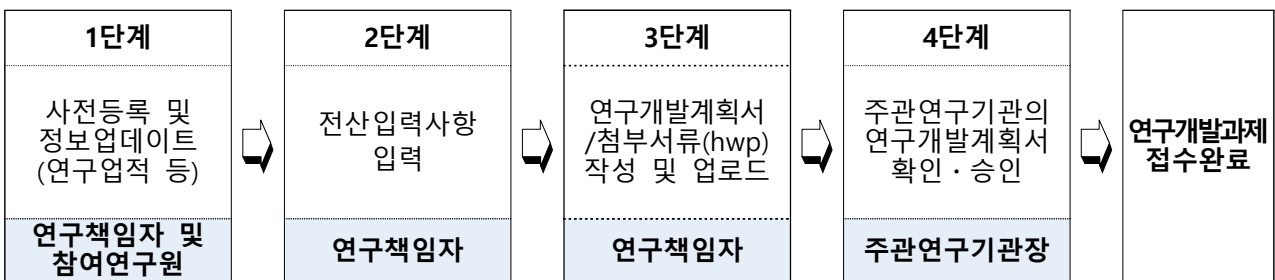 1단계
사전등록 및
정보업데이트
(연구업적 등)
연구책임자 및
참여연구원
2단계
전산입력사항
입력
연구책임자
3단계
연구개발계획서
/첨부서류(hwp)
작성 및 업로드
연구책임자
4단계
주관연구기관의
연구개발계획서
확인・승인
주관연구기관장
연구개발과제
접수완료